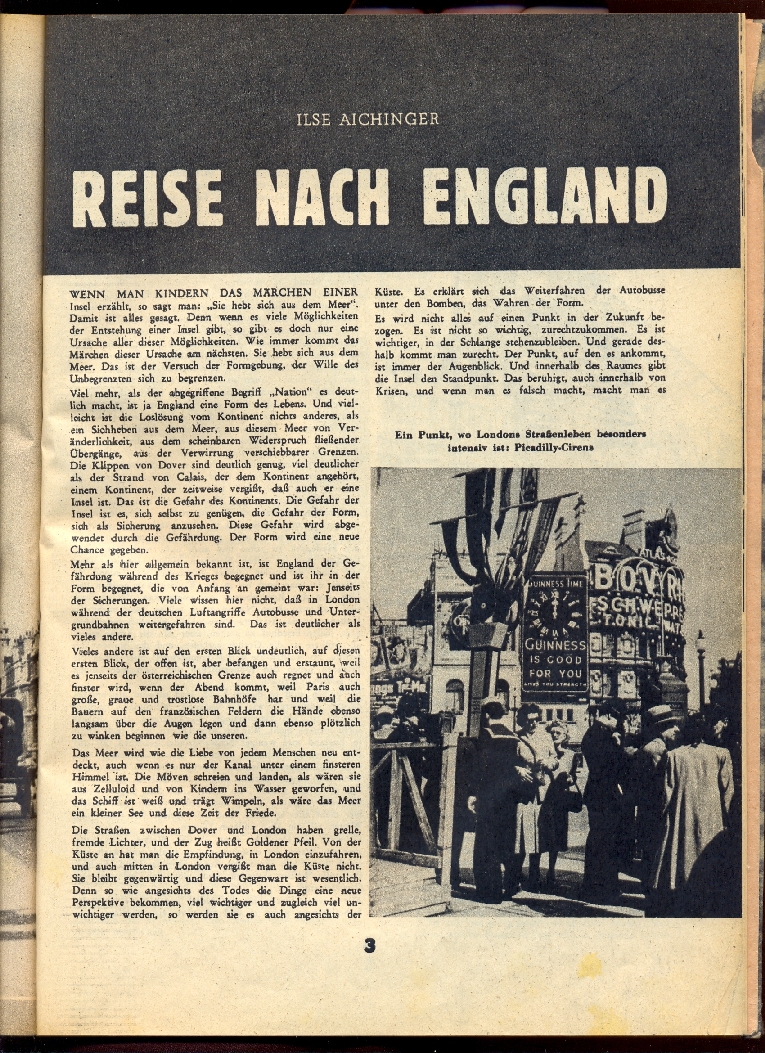 ILSE AICHINGER
REISE NACH ENGLAND
WENN MAN KINDERN DAS MÄRCHEN EINER
Insel erzählt, so sagt man: „Sie hebt sich aus dem Meer“.
Damit ist alles gesagt. Denn wenn es viele Möglichkeiten
der Entstehung einer Insel gibt, so gibt es doch nur eine
Ursache aller dieser Möglichkeiten. Wie immer kommt das
Märchen dieser Ursache am nächsten. Sie hebt sich aus dem
Meer. Das ist der Versuch der Formgebung, der Wille des
Unbegrenzten sich zu begrenzen.
Viel mehr, als der abgegriffene Begriff „Nation“ es deut-
lich macht, ist ja England eine Form des Lebens. Und viel-
leicht ist die Loslösung vom Kontinent nichts anderes, als
ein Sichheben aus dem Meer, aus diesem Meer von Ver-
änderlichkeit, aus dem scheinbaren Widerspruch fließender
Übergänge, aus der Verwirrung verschiebbarer Grenzen.
Die Klippen von Dover sind deutlich genug, viel deutlicher
als der Strand von Calais, der dem Kontinent angehört,
einem Kontinent, der zeitweise vergißt, daß auch er eine
Insel ist. Das ist die Gefahr des Kontinents. Die Gefahr der
Insel ist es, sich selbst zu genügen, die Gefahr der Form,
sich als Sicherung anzusehen. Diese Gefahr wird abge-
wendet durch die Gefährdung. Der Form wird eine neue
Chance gegeben.
Mehr als hier allgemein bekannt ist, ist England der Ge-
fährdung während des Krieges begegnet und ist ihr in der
Form begegnet, die von Anfang an gemeint war: Jenseits
der Sicherungen. Viele wissen hier nicht, daß in London
während der deutschen Luftangriffe Autobusse und Unter-
grundbahnen weitergefahren sind. Das ist deutlicher als
vieles andere.
Vieles andere ist auf den ersten Blick undeutlich, auf diesen
ersten Blick, der offen ist, aber befangen und erstaunt, weil
es jenseits der österreichischen Grenze auch regnet und auch
finster wird, wenn der Abend kommt, weil Paris auch
große, graue und trostlose Bahnhöfe hat und weil die
Bauern auf den französischen Feldern die Hände ebenso
langsam über die Augen legen und dann ebenso plötzlich
zu winken beginnen wie die unseren.
Das Meer wird wie die Liebe von jedem Menschen neu ent-
deckt, auch wenn es nur der Kanal unter einem finsteren
Himmel ist. Die Möven schreien und landen, als wären sie
aus Zelluloid und von Kindern ins Wasser geworfen, und
das Schiff ist weiß und trägt Wimpeln, als wäre das Meer
ein kleiner See und diese Zeit der Friede.
Die Straßen zwischen Dover und London haben grelle,
fremde Lichter, und der Zug heißt Goldener Pfeil. Von der
Küste an hat man die Empfindung, in London einzufahren,
und auch mitten in London vergißt man die Küste nicht.
Sie bleibt gegenwärtig und diese Gegenwart ist wesentlich.
Denn so wie angesichts des Todes die Dinge eine neue
Perspektive bekommen, viel wichtiger und zugleich viel un-
wichtiger werden, so werden sie es auch angesichts der
Küste. Es erklärt sich das Weiterfahren der Autobusse
unter den Bomben, das Wahren der Form.
Es wird nicht alles auf einen Punkt in der Zukunft be-
zogen. Es ist nicht so wichtig, zurechtzukommen. Es ist
wichtiger, in der Schlange stehenzubleiben. Und gerade des-
halb kommt man zurecht. Der Punkt, auf den es ankommt,
ist immer der Augenblick. Und innerhalb des Raumes gibt
die Insel den Standpunkt. Das beruhigt, auch innerhalb von
Krisen, und wenn man es falsch macht, macht man es
Ein Punkt, wo Londons Straßenleben besonders
intensiv ist: Picadilly-Circus
GUINNESS TIME
GUINNESS
IS GOOD
FOR YOU
BOVR
SCHWEPPS
TONIC
3